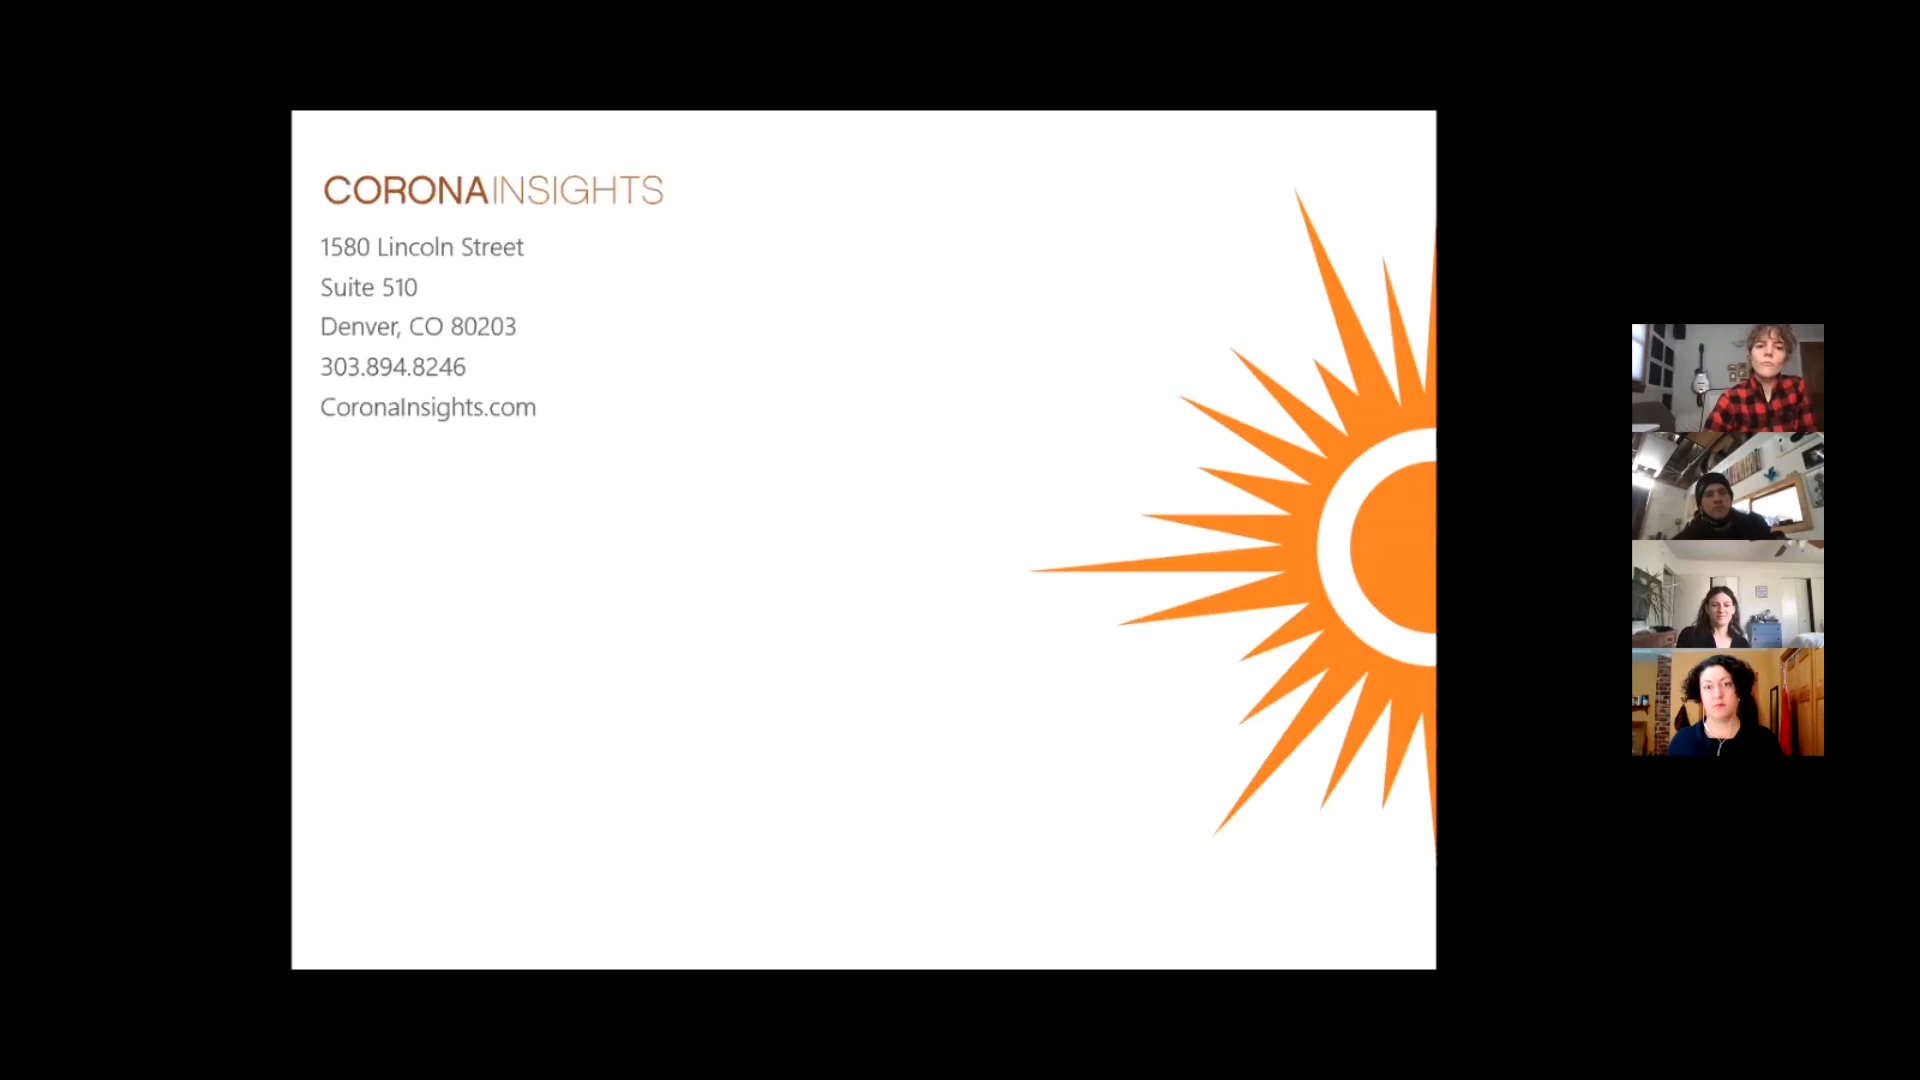 CORONAINSIGHTS
1580 Lincoln Street
Suite 510
Denver, CO 80203
303.894.8246
CoronaInsights.com